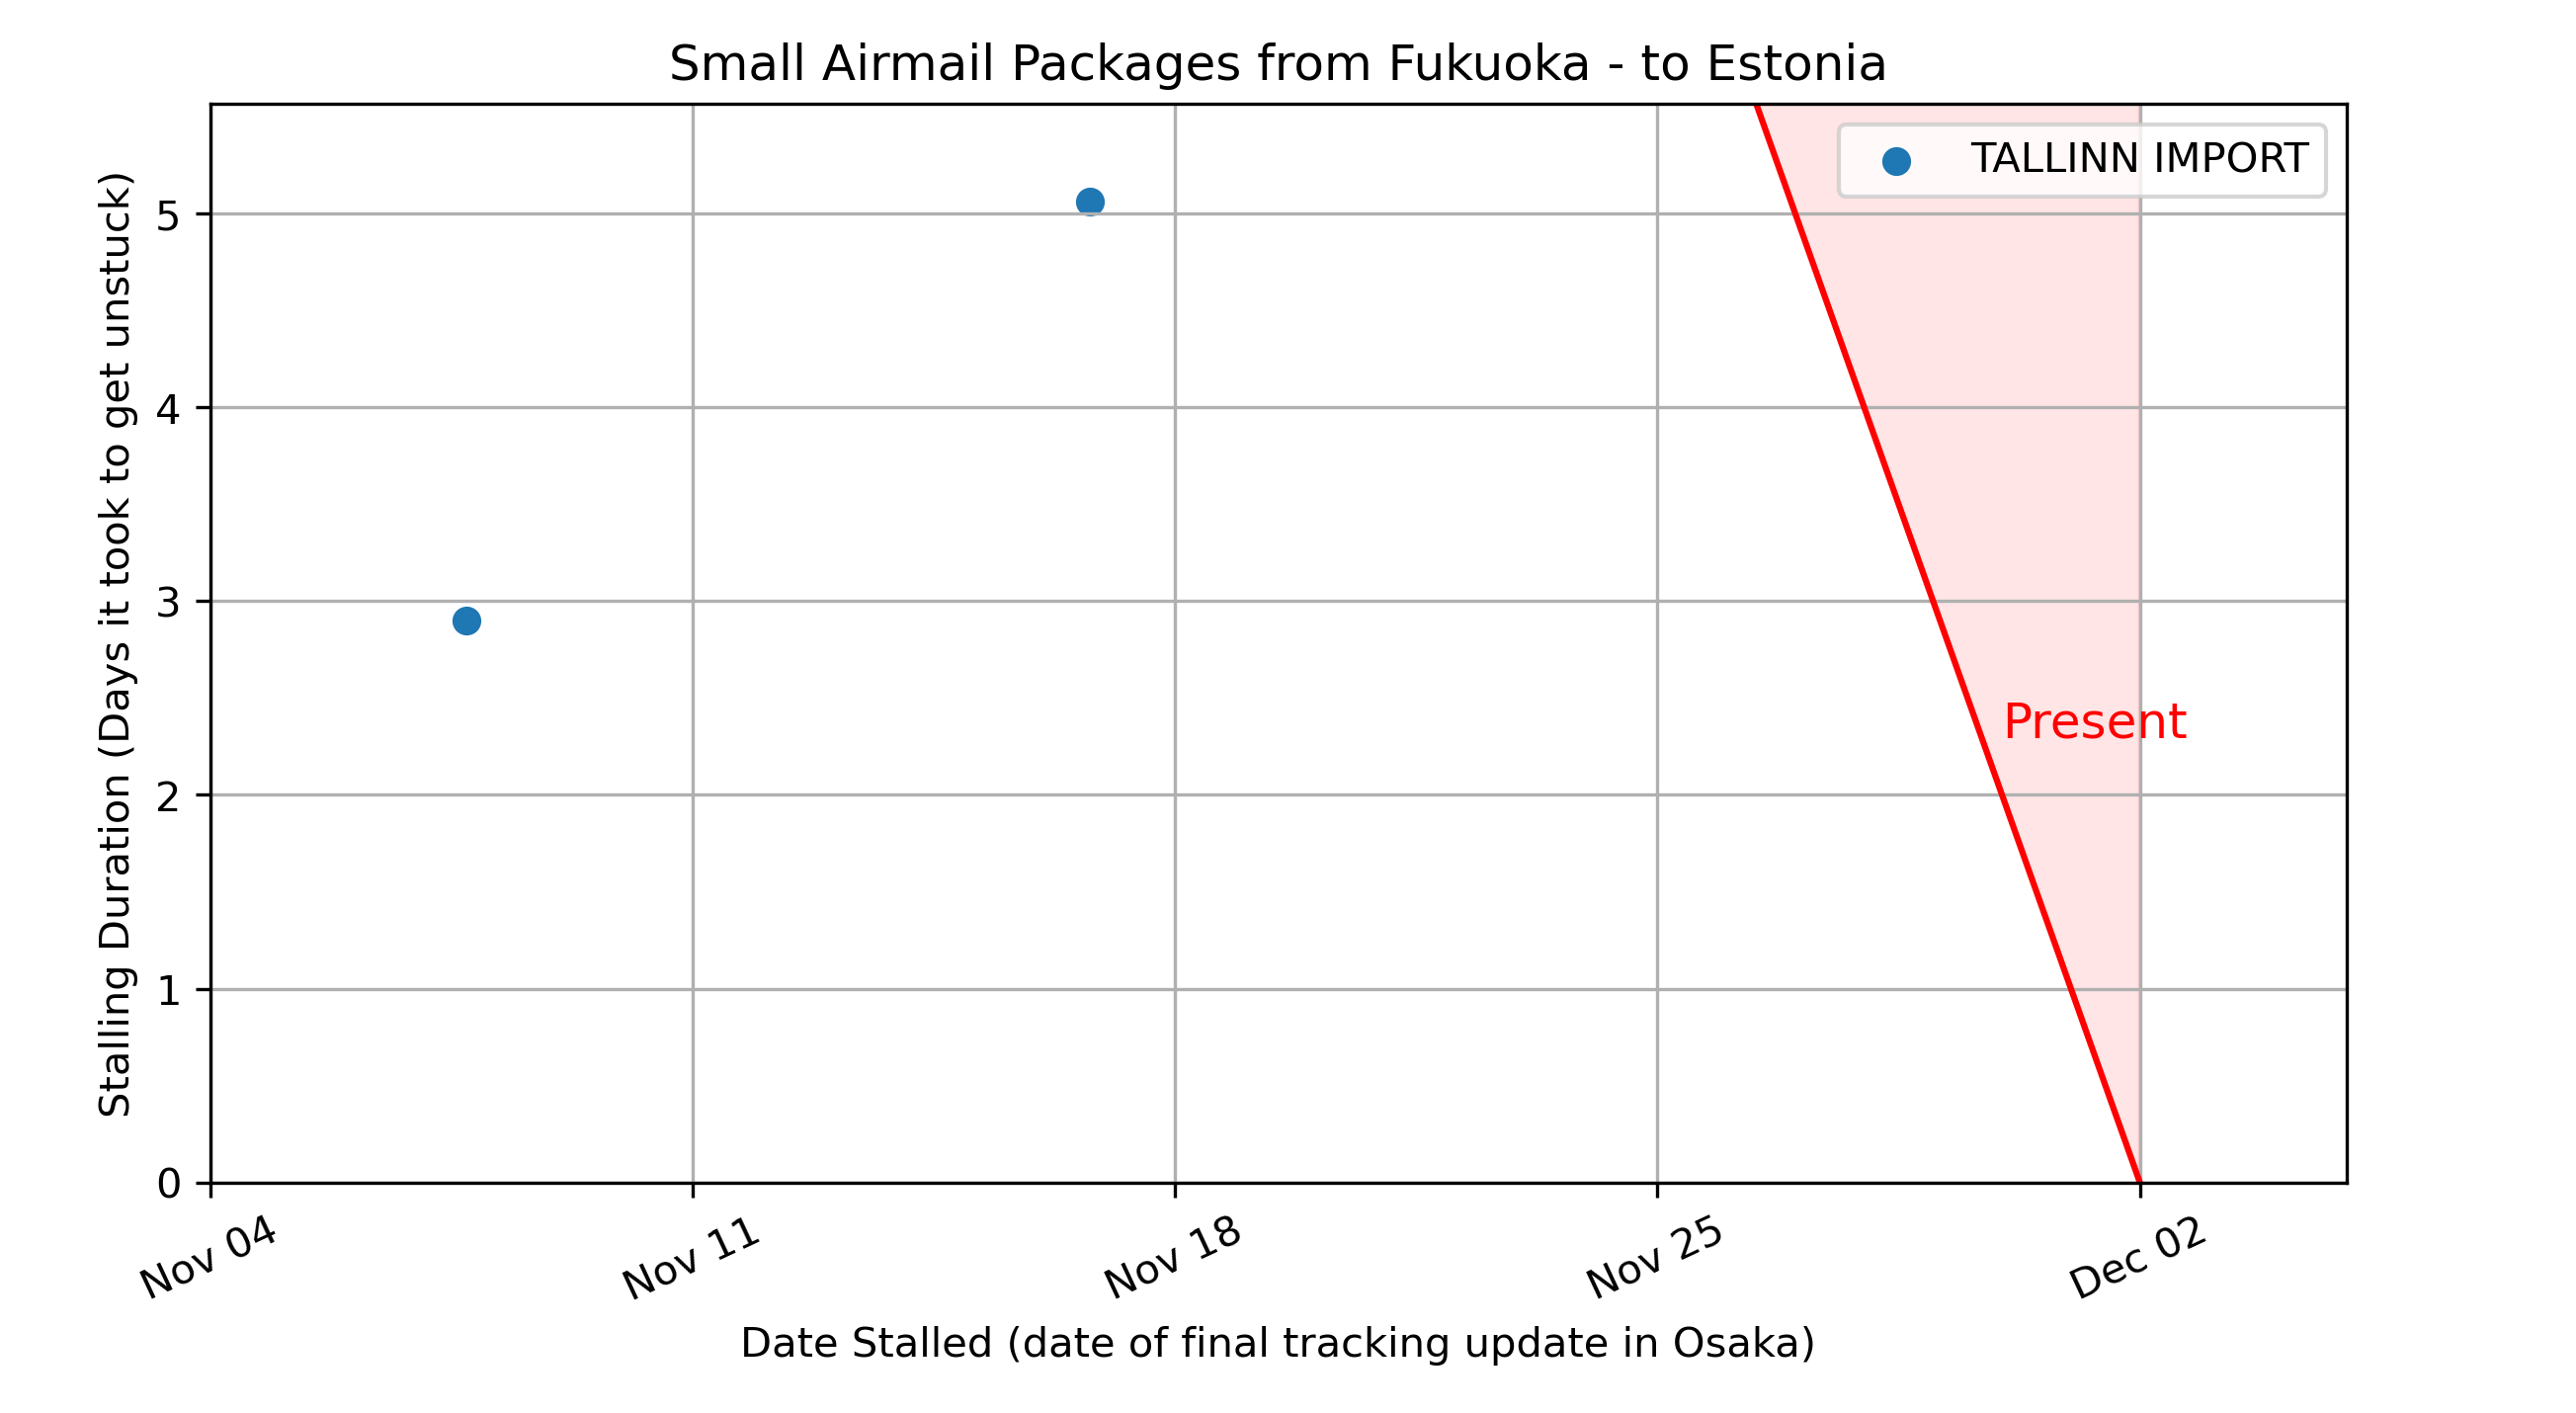 Small Airmail Packages from Fukuoka - to Estonia
TALLINN IMPORT
Stalling Duration (Days it took to get unstuck)
5
4
3
2
1
0
Present
Nov 04
Nov 11
Nov 18
Nov 25
Dec 02
Date Stalled (date of final tracking update in Osaka)